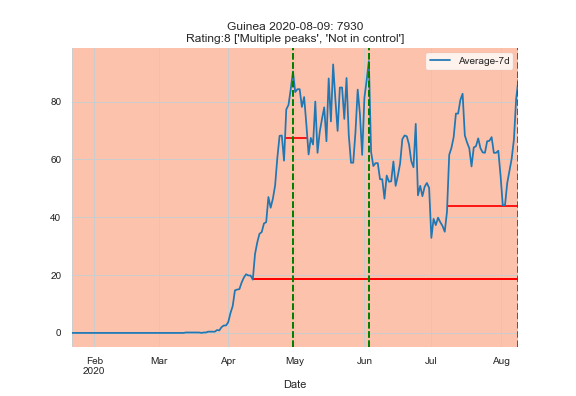 Guinea 2020-08-09: 7930
Rating:8 ['Multiple peaks', 'Not in control']
Average-7d
80
60
40
20
0
Feb
2020
Mar
Apr
May
Jun
Jul
Aug
Date